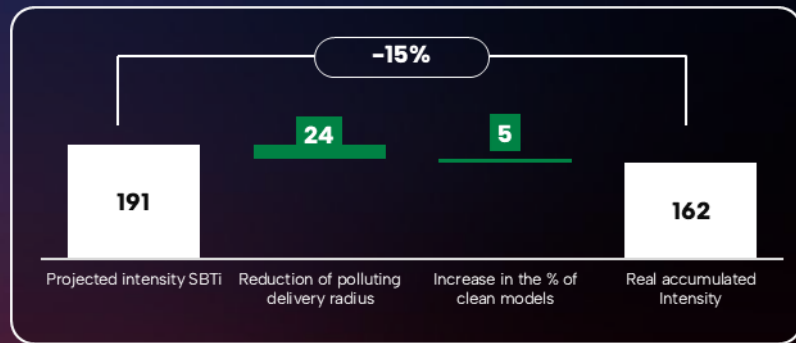 -15%
24
5
191
162
Projected intensity SBTi
Reduction of polluting
delivery radius
Increase in the % of
clean models
Real accumulated
Intensity